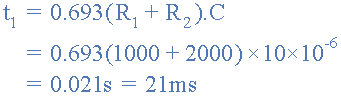 t₁ = 0.693(R₁ + R₂).C
= 0.693(1000 + 2000) × 10 × 10⁻⁶
= 0.021s = 21ms